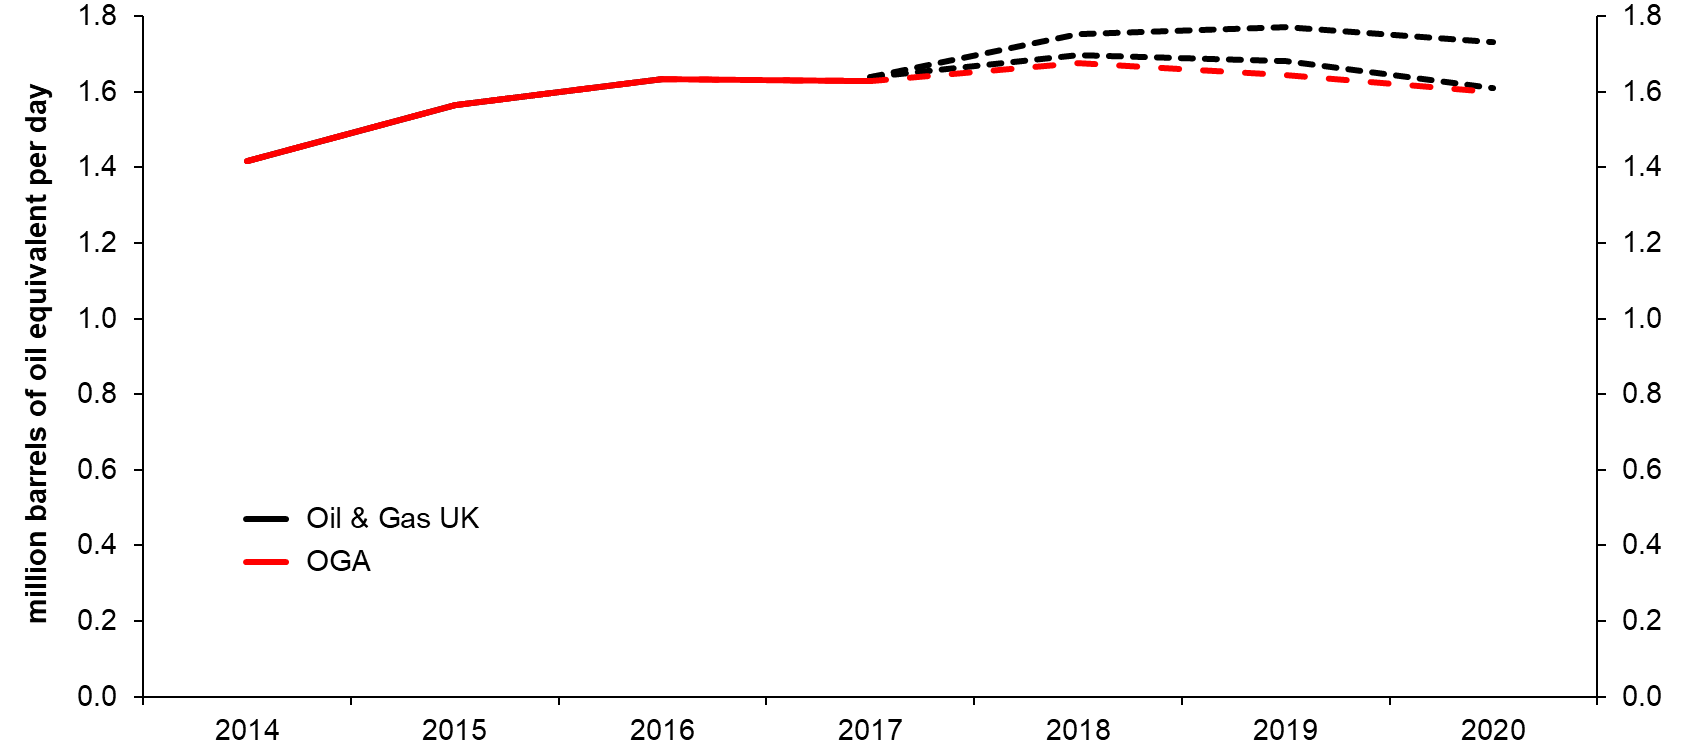 million barrels of oil equivalent per day
1.8 1.8
1.6 1.6
1.4 1.4
1.2 1.2
1.0 1.0
0.8 0.8
0.6 0.6
Oil & Gas UK
0.4 0.4
OGA
0.2 0.2
0.0 0.0
2014 2015 2016 2017 2018 2019 2020